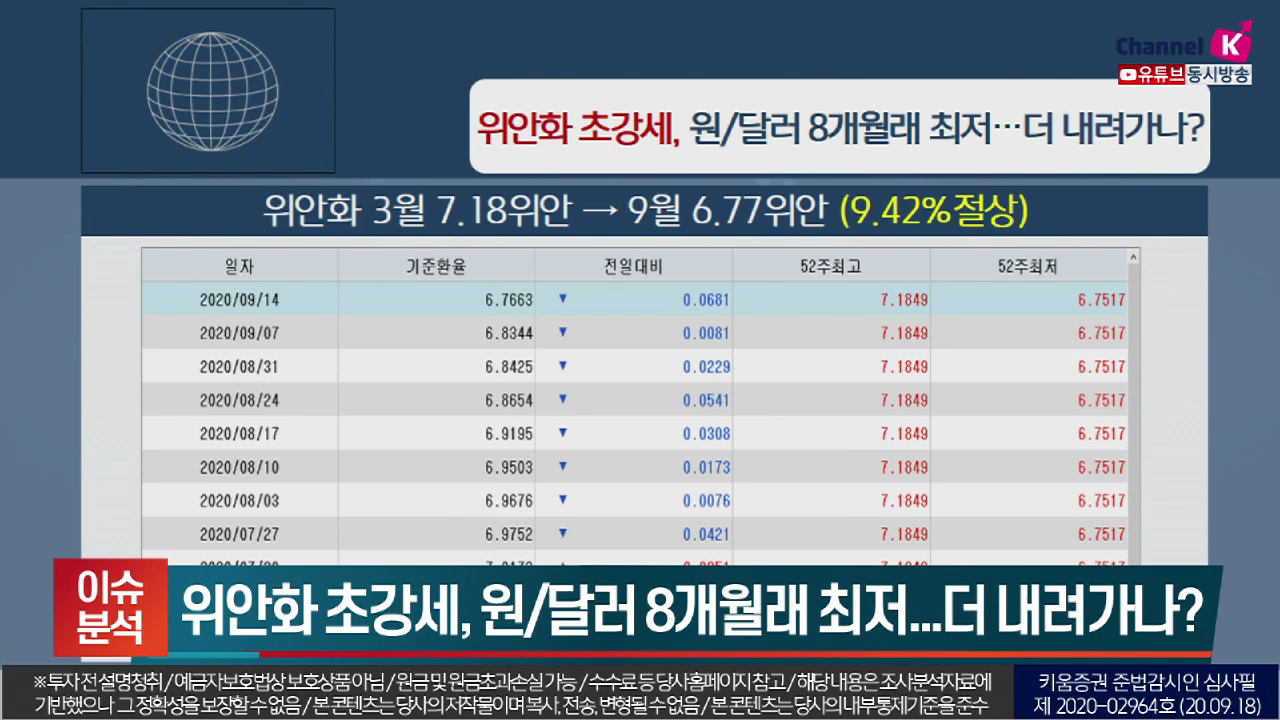 Channel K
유튜브동시방송
위안화 초강세, 원/달러 8개월래 최저…더 내려가나?
위안화 3월 7.18위안 → 9월 6.77위안 (9.42%절상)
일자 기준환율 전일대비 52주최고 52주최저
2020/09/14 6.7663 ▼ 0.0681 7.1849 6.7517
2020/09/07 6.8344 ▼ 0.0081 7.1849 6.7517
2020/08/31 6.8425 ▼ 0.0229 7.1849 6.7517
2020/08/24 6.8654 ▼ 0.0541 7.1849 6.7517
2020/08/17 6.9195 ▼ 0.0308 7.1849 6.7517
2020/08/10 6.9503 ▼ 0.0173 7.1849 6.7517
2020/08/03 6.9676 ▼ 0.0076 7.1849 6.7517
2020/07/27 6.9752 ▼ 0.0421 7.1849 6.7517
이슈
분석
위안화 초강세, 원/달러 8개월래 최저...더 내려가나?
※ 투자 전 설명청취 / 예금자보호법상 보호상품 아님 / 원금 및 원금초과손실 가능 / 수수료 등 당사홈페이지 참고 / 해당 내용은 조사분석자료에
기반했으나 그 정확성을 보장할 수 없음 / 본 콘텐츠는 당사의 저작물이며 복사, 전송, 변형될 수 없음 / 본 콘텐츠는 당사의 내부통제기준을 준수
키움증권 준법감시인 심사필
제 2020-02964호 (20.09.18)